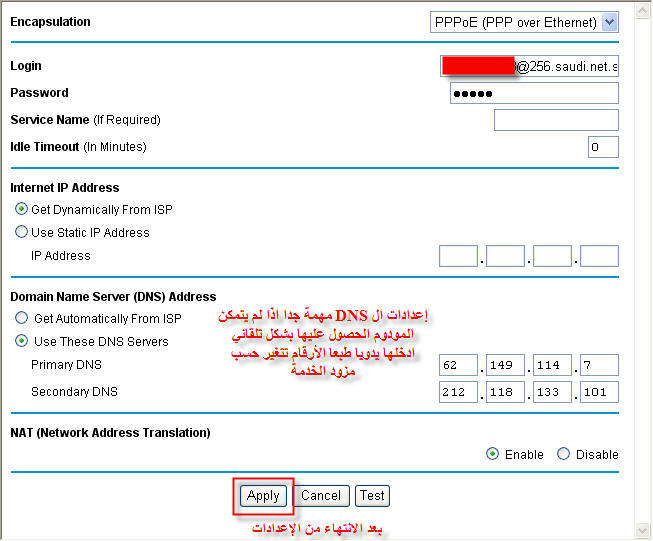 Encapsulation PPPoE (PPP over Ethernet)
Login @256.saudi.net.s
Password •••••
Service Name (If Required)
Idle Timeout (In Minutes) 0
Internet IP Address
Get Dynamically From ISP
Use Static IP Address
IP Address . . .
Domain Name Server (DNS) Address
Get Automatically From ISP
Use These DNS Servers
إعدادات ال DNS مهمة جدا اذا لم يتمكن
المودوم الحصول عليها بشكل تلقاني
ادخلها يدويا طبعا الأرقام تتغير حسب
مزود الخدمة
Primary DNS 62 . 149 . 114 . 7
Secondary DNS 212 . 118 . 133 . 101
NAT (Network Address Translation)
Enable Disable
Apply Cancel Test
بعد الانتهاء من الإعدادات